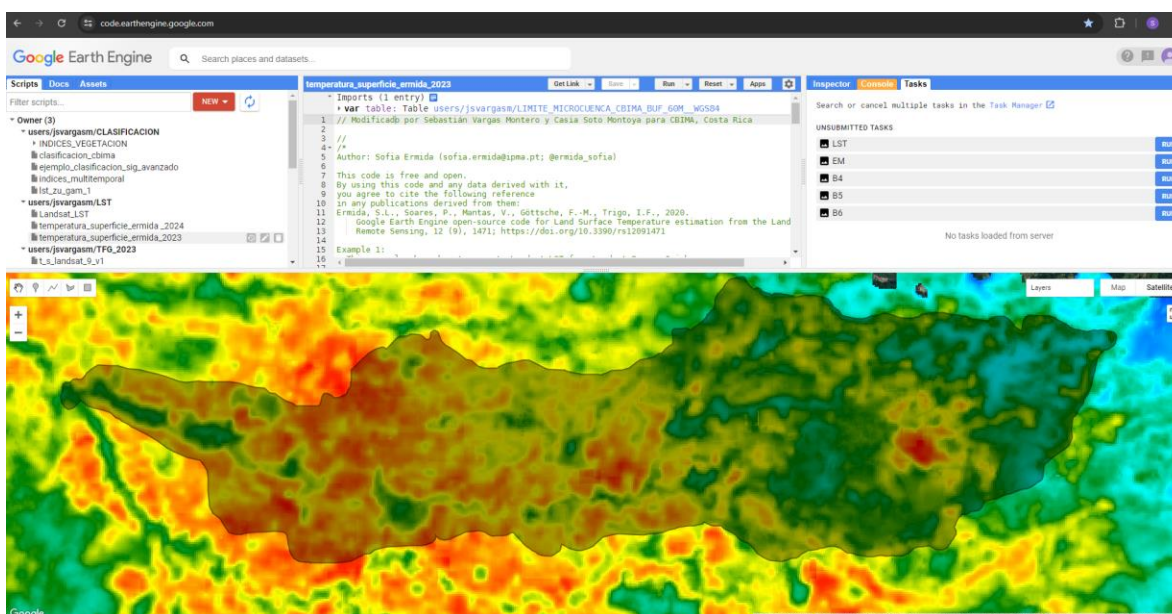 code.earthengine.google.com
Google Earth Engine
Search places and datasets...
Scripts Docs Assets
Filter scripts...
NEW
Owner (3)
users/jsvargasm/CLASIFICACION
INDICES_VEGETACION
clasificacion_cbima
ejemplo_clasificacion_sig_avanzado
indices_multitemporal
lst_zu_gam_1
users/jsvargasm/LST
Landsat_LST
temperatura_superficie_ermida _2024
temperatura_superficie_ermida_2023
users/jsvargasm/TFG_2023
t_s_landsat_9_v1
temperatura_superficie_ermida_2023
Get Link Save Run Reset Apps
Imports (1 entry)
var table: Table users/jsvargasm/LIMITE_MICROCUENCA_CBIMA_BUF_60M__WGS84
1 // Modificado por Sebastián Vargas Montero y Casia Soto Montoya para CBIMA, Costa Rica
2
3 //
4 /*
5 Author: Sofia Ermida (sofia.ermida@ipma.pt; @ermida_sofia)
6
7 This code is free and open.
8 By using this code and any data derived with it,
9 you agree to cite the following reference
10 in any publications derived from them:
11 Ermida, S.L., Soares, P., Mantas, V., Göttsche, F.-M., Trigo, I.F., 2020.
12 Google Earth Engine open-source code for Land Surface Temperature estimation from the Land
13 Remote Sensing, 12 (9), 1471; https://doi.org/10.3390/rs12091471
14
15 Example 1:
16
17
Inspector Console Tasks
Search or cancel multiple tasks in the Task Manager
UNSUBMITTED TASKS
LST RU
EM RU
B4 RU
B5 RU
B6 RU
No tasks loaded from server
Layers Map Satellite
Google